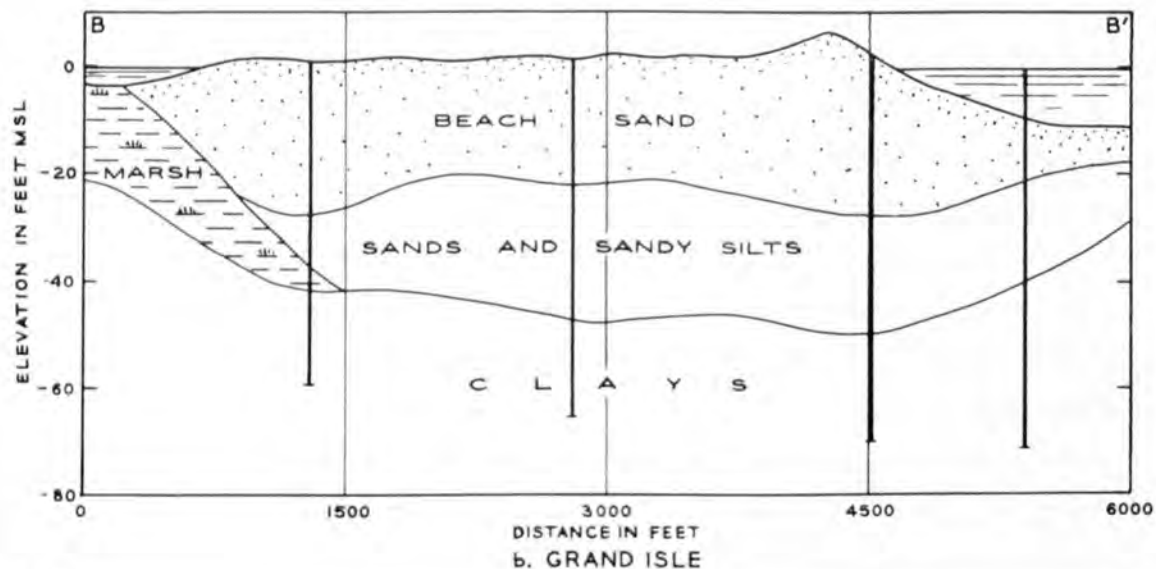 B B'
0
BEACH SAND
MARSH
-20
SANDS AND SANDY SILTS
-40
-60
CLAYS
-80
ELEVATION IN FEET MSL
0 1500 3000 4500 6000
DISTANCE IN FEET
b. GRAND ISLE